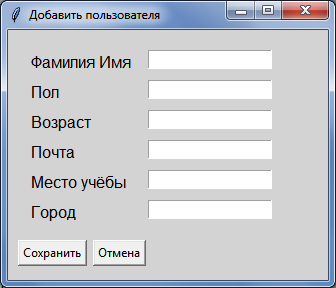 Добавить пользователя
Фамилия Имя
Пол
Возраст
Почта
Место учёбы
Город
Сохранить Отмена